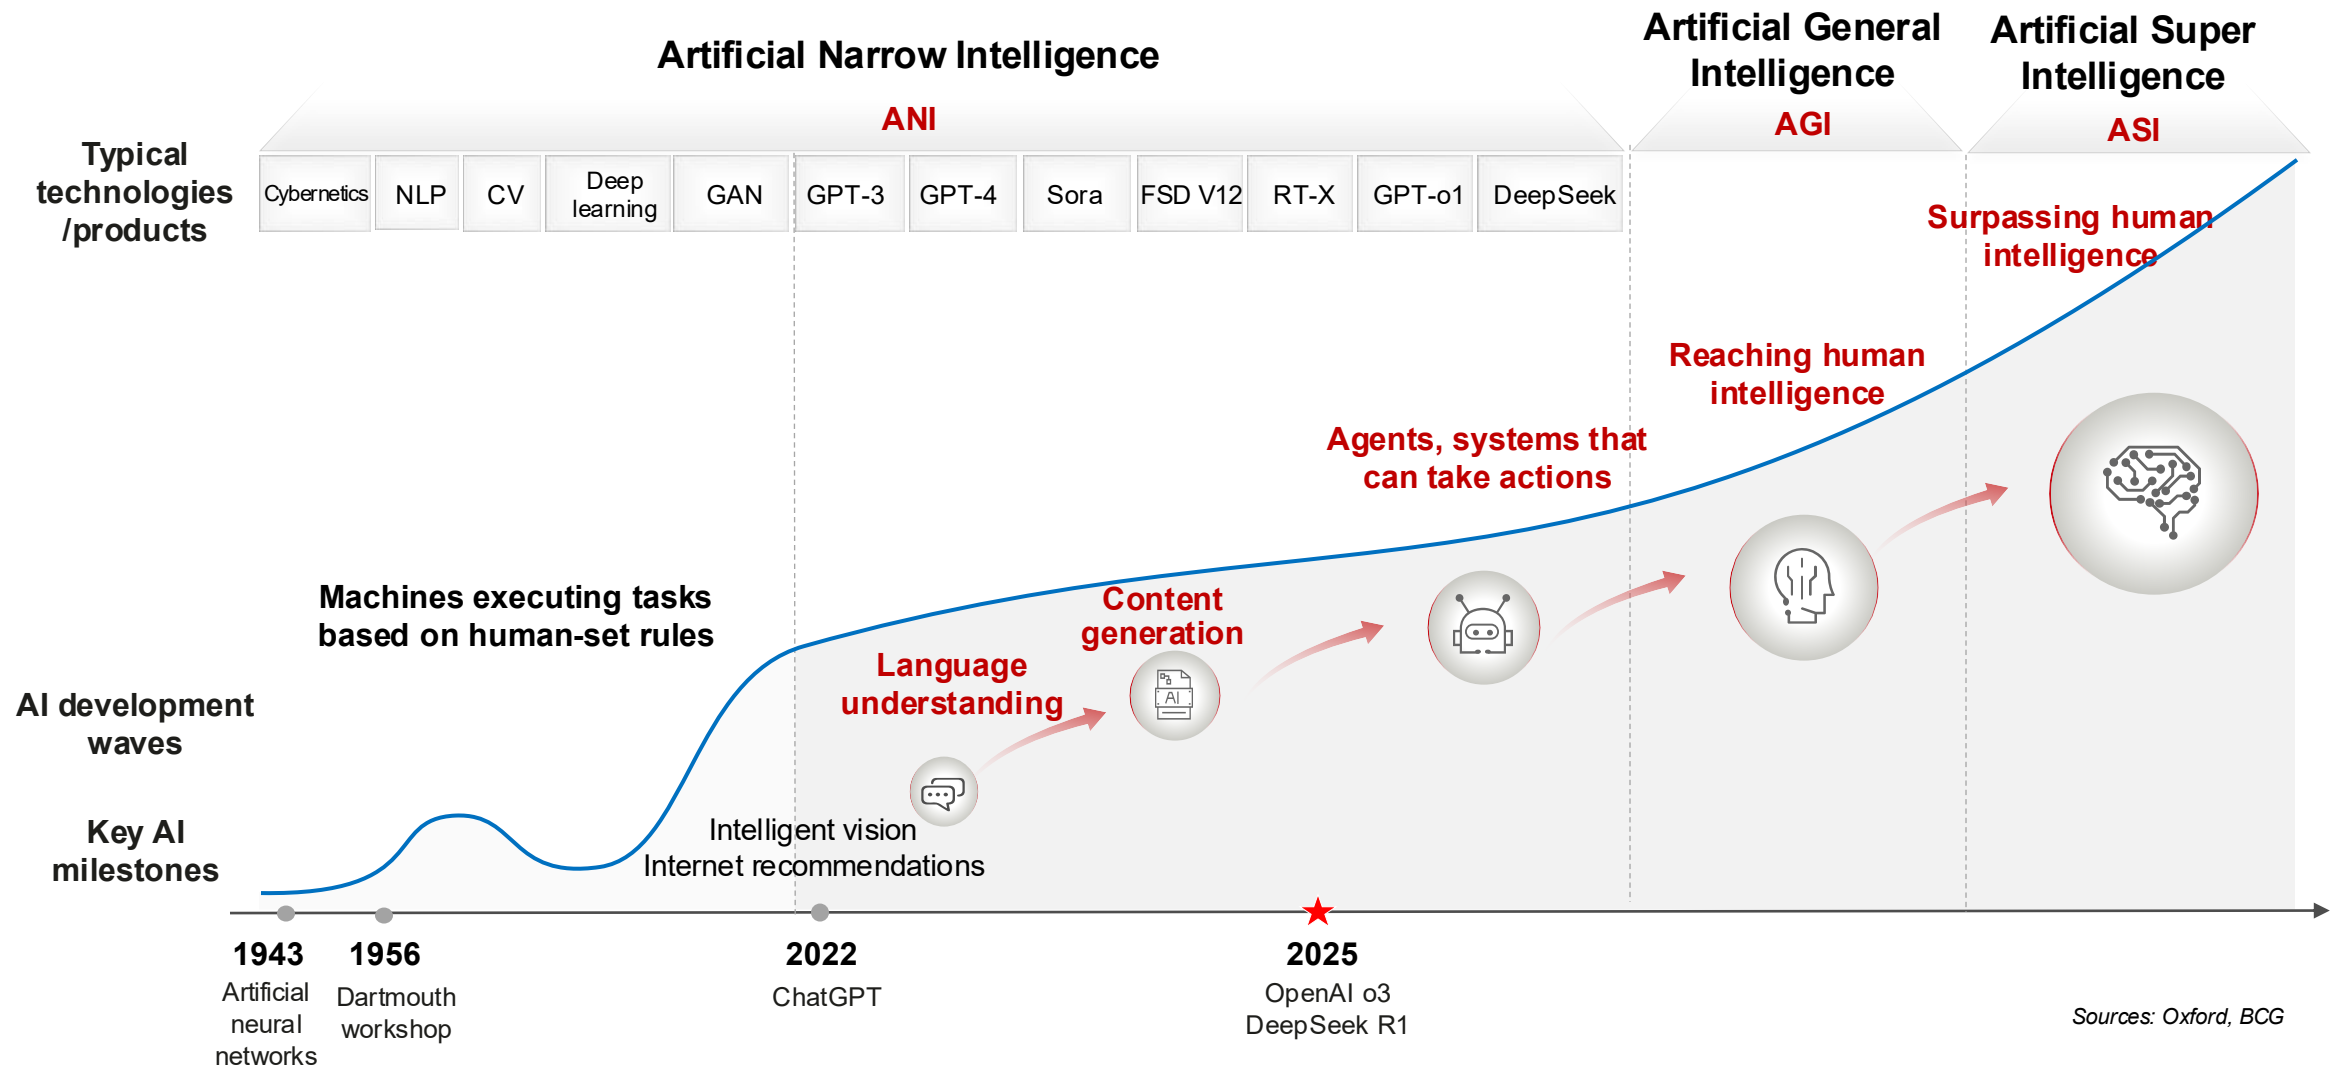 Artificial Narrow Intelligence
Artificial General
Intelligence
Artificial Super
Intelligence
ANI
AGI
ASI
Typical
technologies
/products
Cybernetics
NLP
CV
Deep
learning
GAN
GPT-3
GPT-4
Sora
FSD V12
RT-X
GPT-o1
DeepSeek
Surpassing human
intelligence
Reaching human
intelligence
Agents, systems that
can take actions
Content
generation
Language
understanding
Machines executing tasks
based on human-set rules
AI
AI development
waves
Intelligent vision
Internet recommendations
Key AI
milestones
1943
Artificial
neural
networks
1956
Dartmouth
workshop
2022
ChatGPT
2025
OpenAI o3
DeepSeek R1
Sources: Oxford, BCG